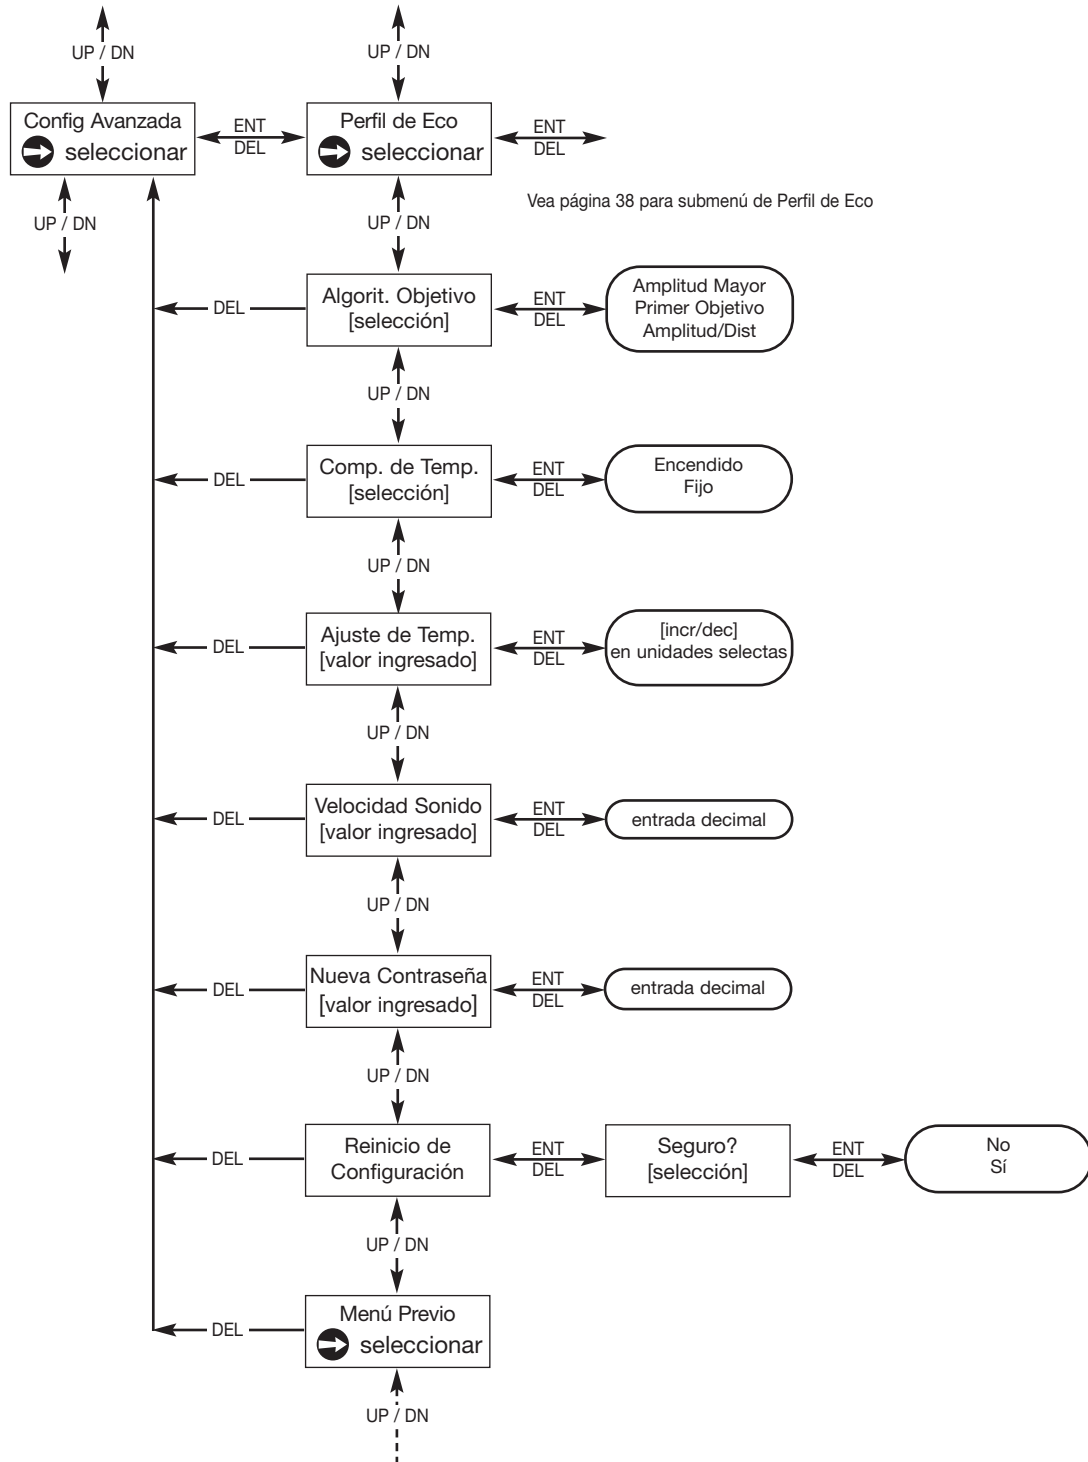 UP / DN
UP / DN
Config Avanzada
seleccionar
ENT
DEL
Perfil de Eco
seleccionar
ENT
DEL
Vea página 38 para submenú de Perfil de Eco
UP / DN
UP / DN
DEL
Algorit. Objetivo
[selección]
ENT
DEL
Amplitud Mayor
Primer Objetivo
Amplitud/Dist
UP / DN
DEL
Comp. de Temp.
[selección]
ENT
DEL
Encendido
Fijo
UP / DN
DEL
Ajuste de Temp.
[valor ingresado]
ENT
DEL
[incr/dec]
en unidades selectas
UP / DN
DEL
Velocidad Sonido
[valor ingresado]
ENT
DEL
entrada decimal
UP / DN
DEL
Nueva Contraseña
[valor ingresado]
ENT
DEL
entrada decimal
UP / DN
DEL
Reinicio de
Configuración
ENT
DEL
Seguro?
[selección]
ENT
DEL
No
Sí
UP / DN
DEL
Menú Previo
seleccionar
UP / DN